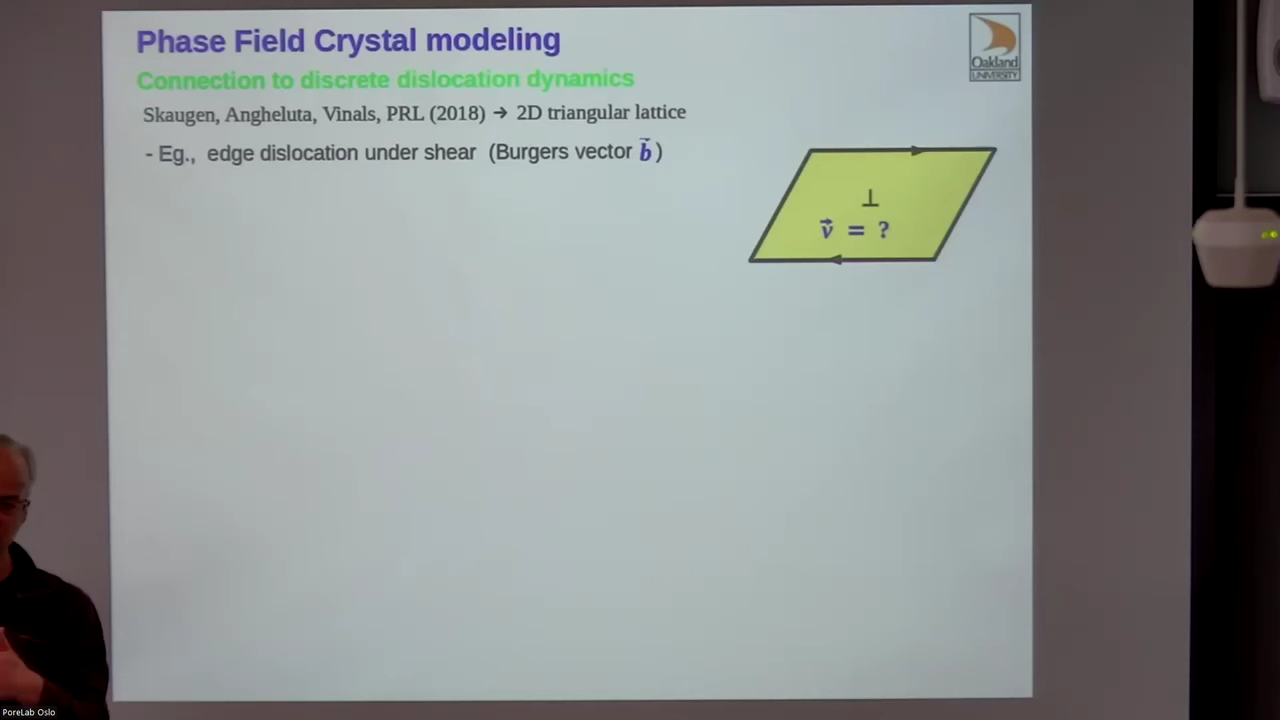 Phase Field Crystal modeling
Oakland
UNIVERSITY
Connection to discrete dislocation dynamics
Skaugen, Angheluta, Vinals, PRL (2018) → 2D triangular lattice
- Eg., edge dislocation under shear (Burgers vector b⃗ )
⊥
v⃗ = ?
PoreLab Oslo